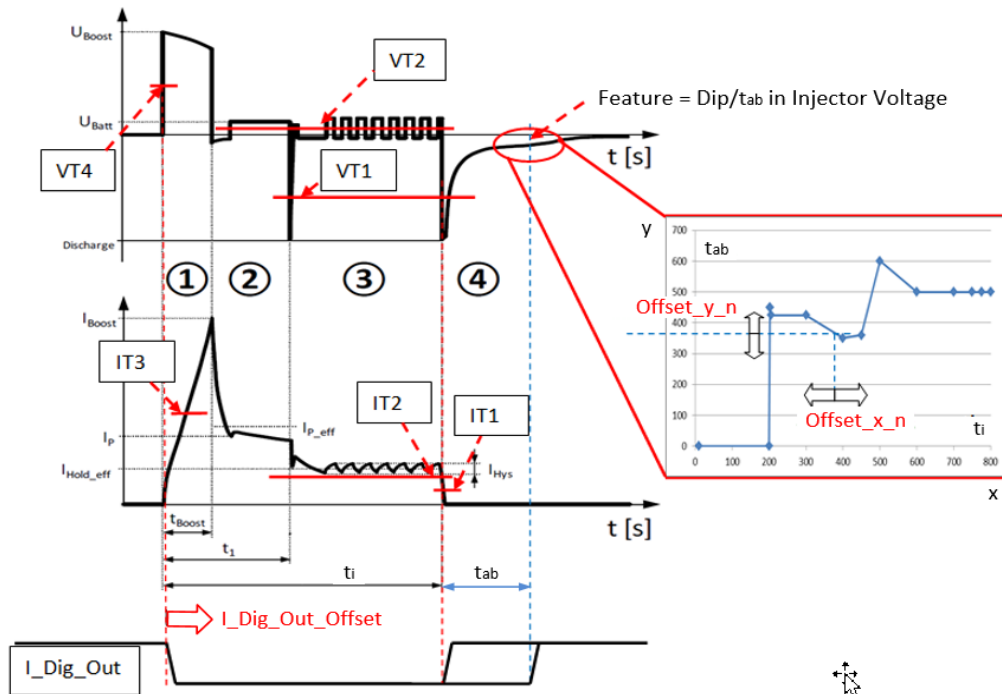 U_Boost
VT2
Feature = Dip/tab in Injector Voltage
U_Batt
t [s]
VT4
VT1
Discharge
y
tab
700
600
500
400
300
200
100
0
0 100 200 300 400 500 600 700 800
Offset_y_n
Offset_x_n
ti
x
① ② ③ ④
I_Boost
IT3
IT2
IT1
I_P_eff
I_P
I_Hold_eff
I_Hys
t [s]
t_Boost
t_1
ti
tab
I_Dig_Out_Offset
I_Dig_Out